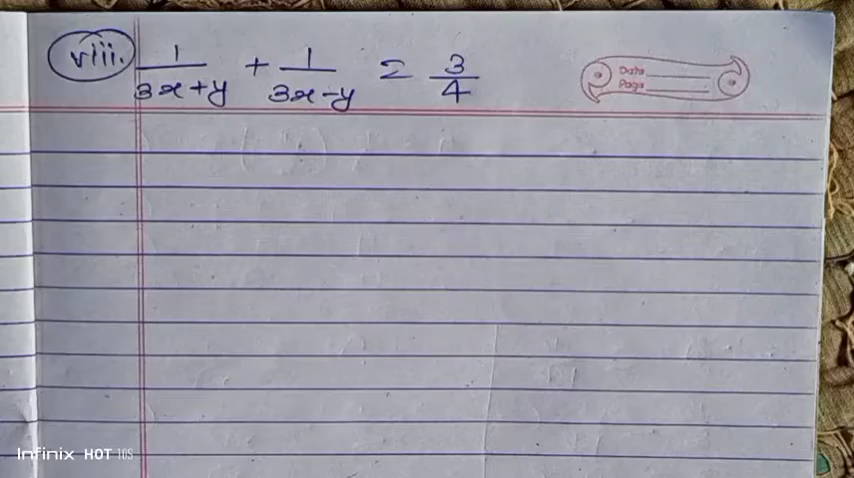 viii. 1/(3x+y) + 1/(3x-y) = 3/4
Date
Page
Infinix HOT 10S